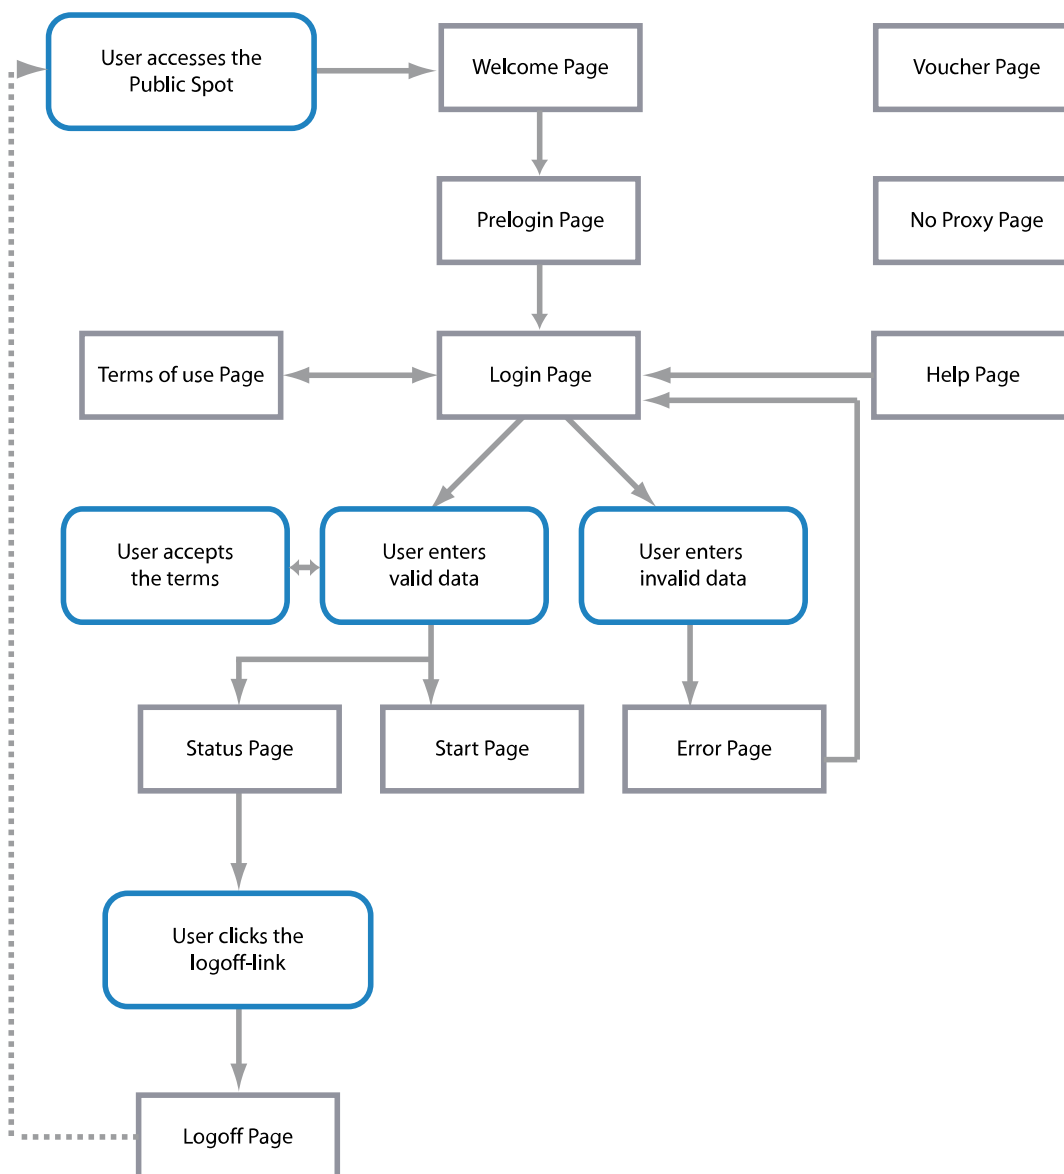 User accesses the
Public Spot
Welcome Page
Voucher Page
Prelogin Page
No Proxy Page
Terms of use Page
Login Page
Help Page
User accepts
the terms
User enters
valid data
User enters
invalid data
Status Page
Start Page
Error Page
User clicks the
logoff-link
Logoff Page